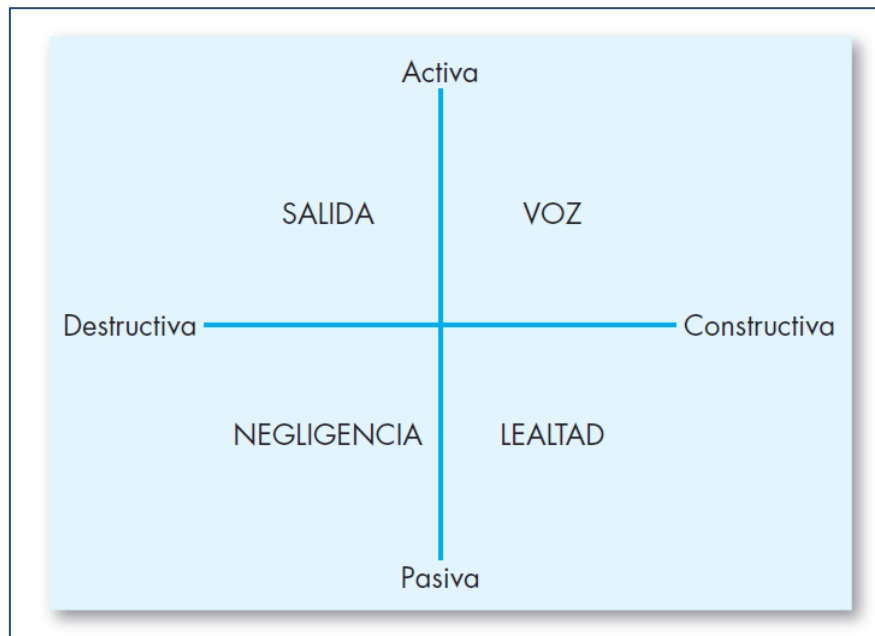 Activa
SALIDA VOZ
Destructiva Constructiva
NEGLIGENCIA LEALTAD
Pasiva